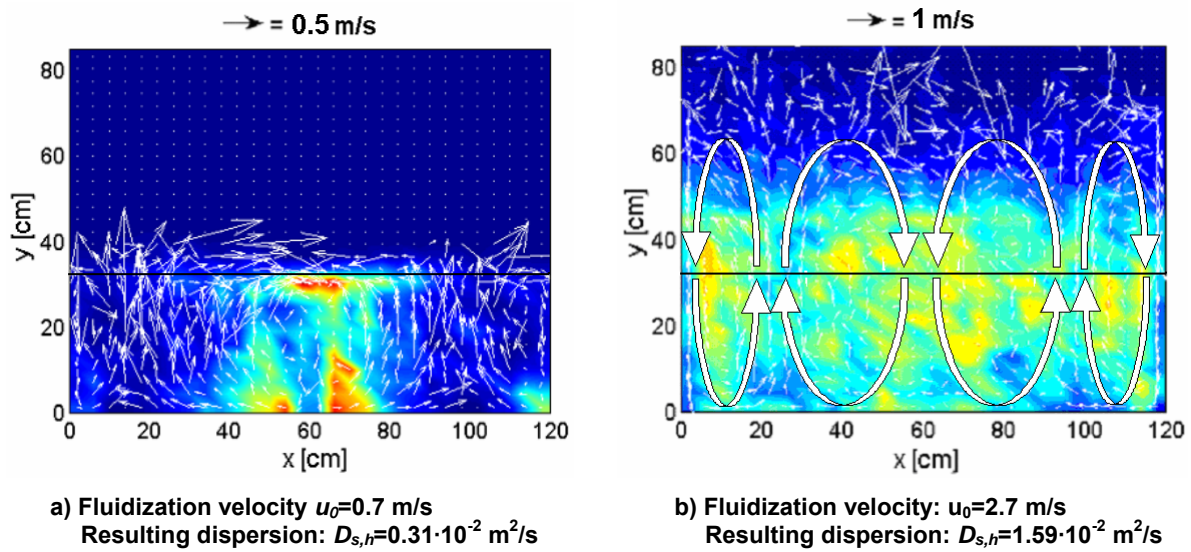 = 0.5 m/s
80
60
40
20
0
y [cm]
0 20 40 60 80 100 120
x [cm]
a) Fluidization velocity u₀=0.7 m/s
Resulting dispersion: Dₛ,ₕ=0.31·10⁻² m²/s
= 1 m/s
80
60
40
20
0
y [cm]
0 20 40 60 80 100 120
x [cm]
b) Fluidization velocity: u₀=2.7 m/s
Resulting dispersion: Dₛ,ₕ=1.59·10⁻² m²/s